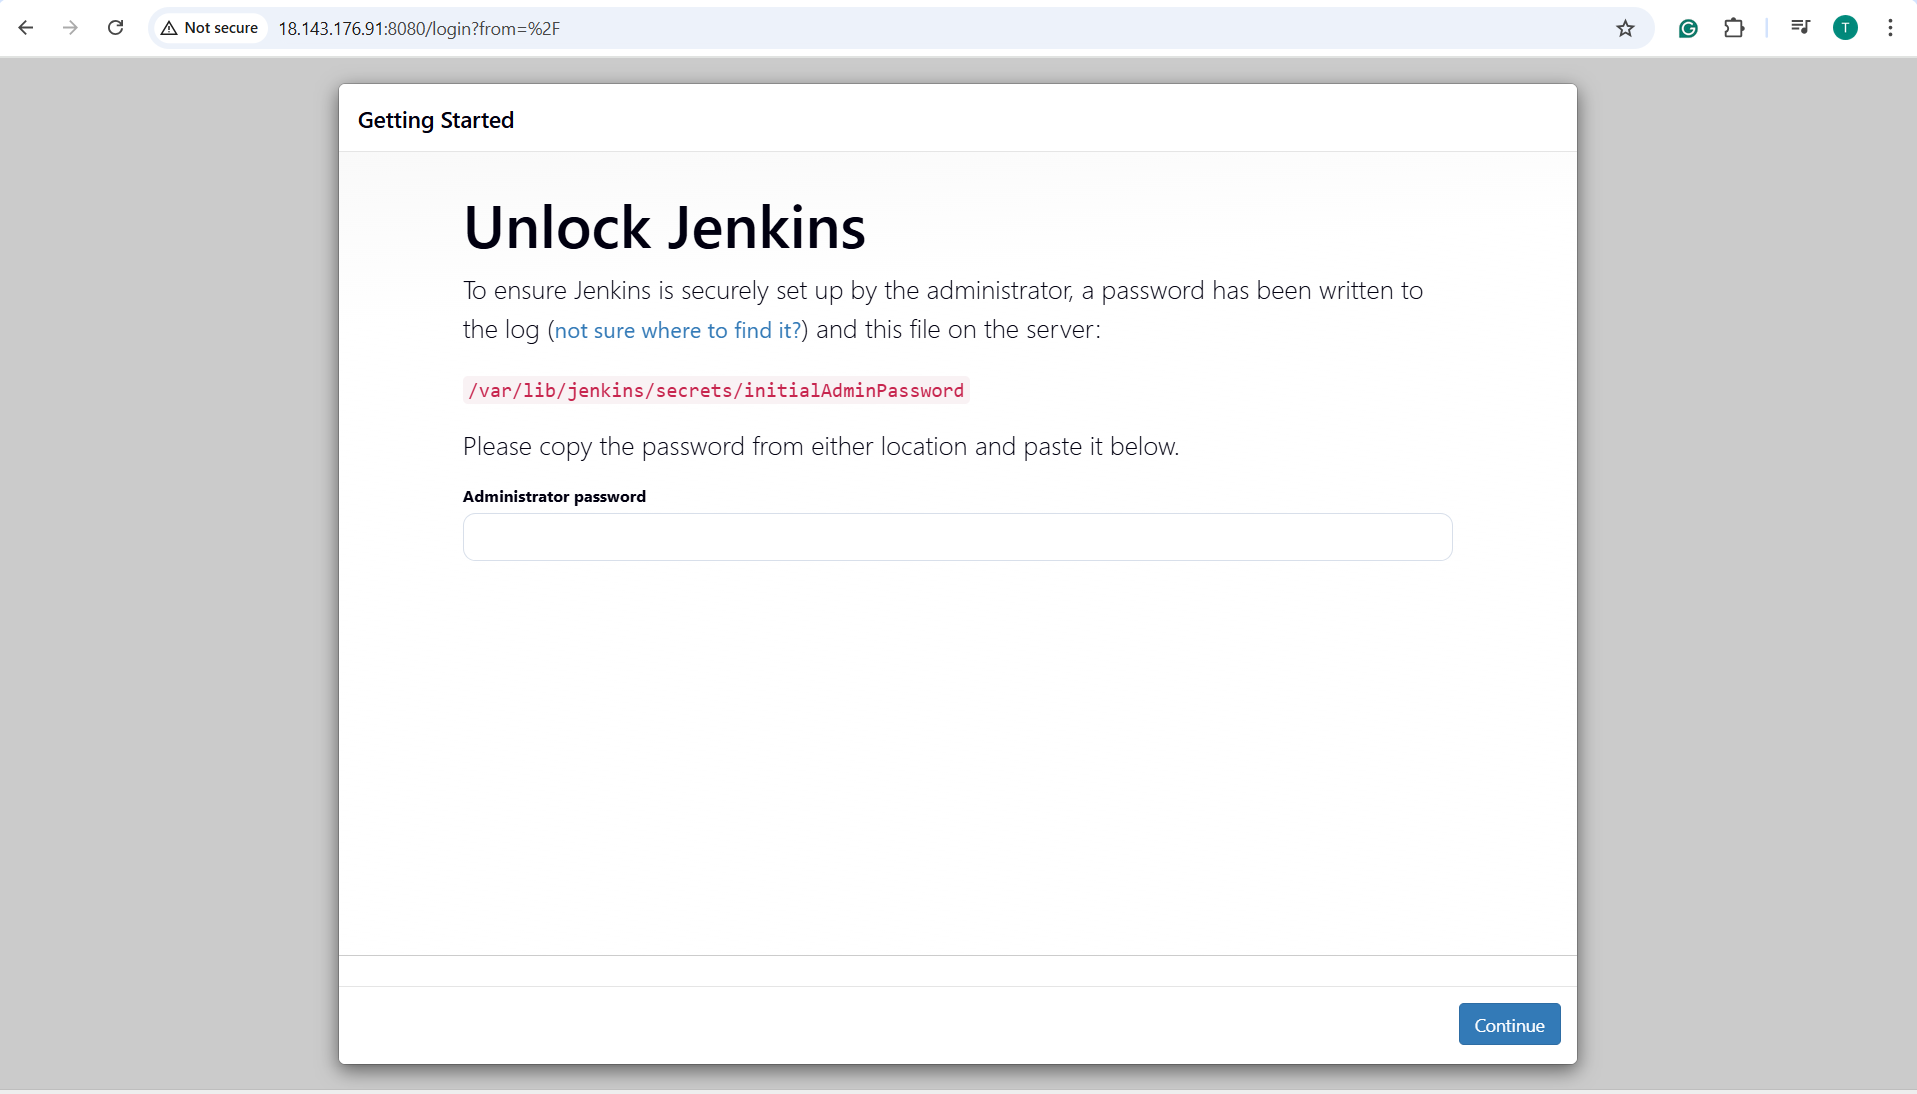 Not secure 18.143.176.91:8080/login?from=%2F
T
Getting Started
Unlock Jenkins
To ensure Jenkins is securely set up by the administrator, a password has been written to
the log (not sure where to find it?) and this file on the server:
/var/lib/jenkins/secrets/initialAdminPassword
Please copy the password from either location and paste it below.
Administrator password
Continue